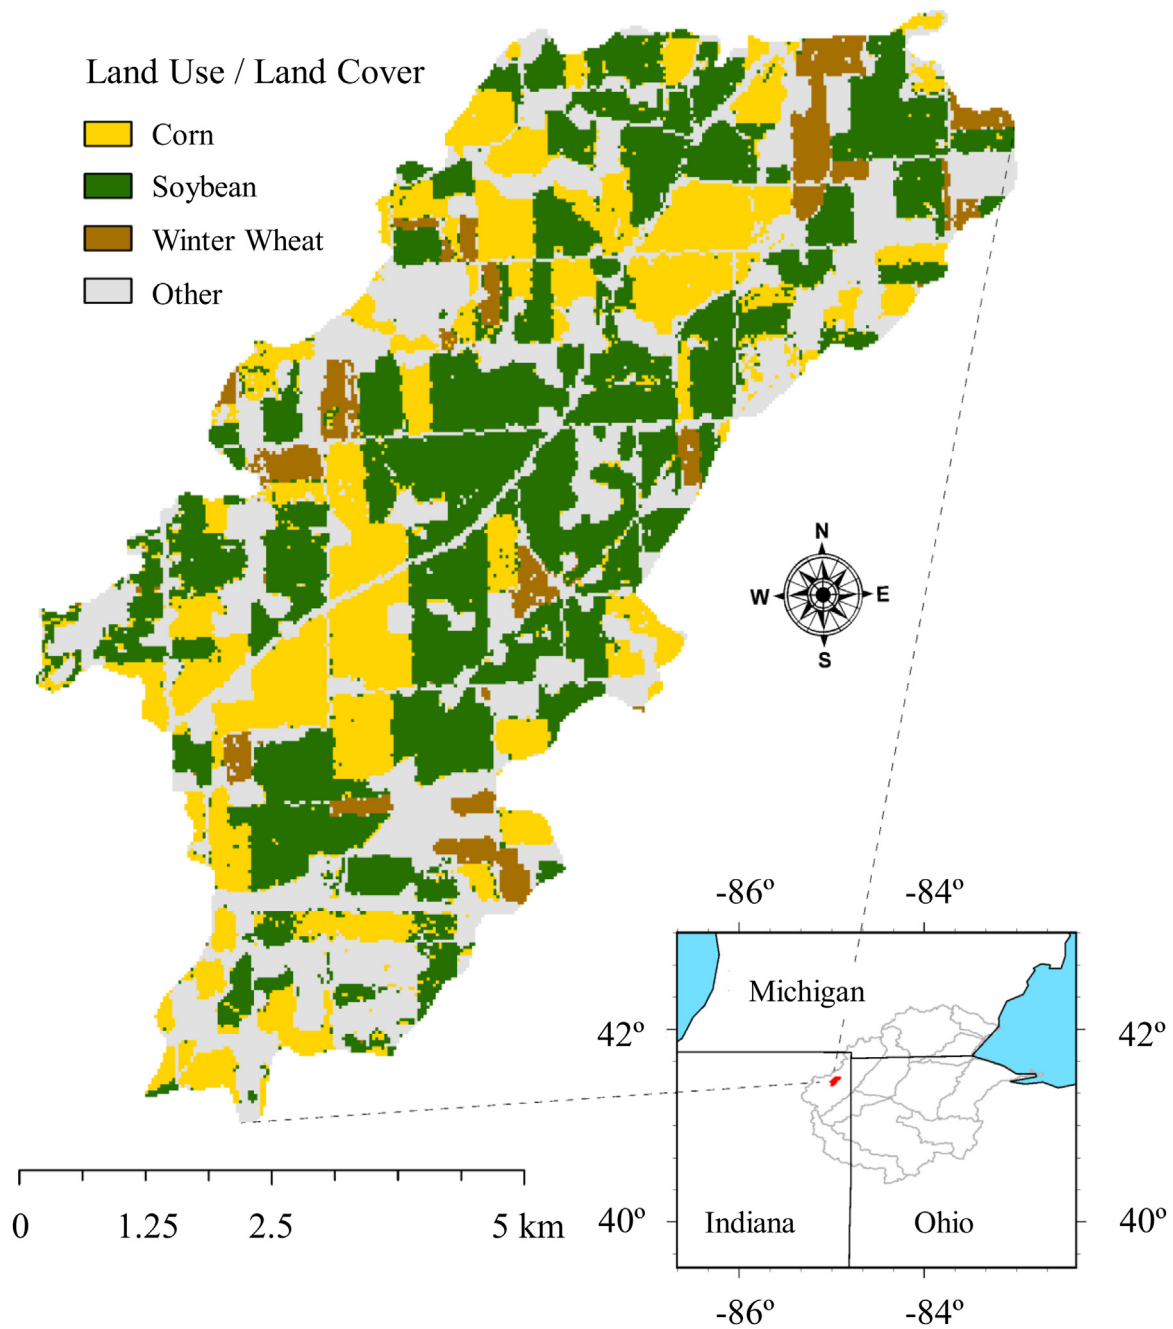 Land Use / Land Cover
Corn
Soybean
Winter Wheat
Other
N
W
E
S
-86º
-84º
Michigan
42º
42º
40º
Indiana
Ohio
40º
0
1.25
2.5
5 km
-86º
-84º